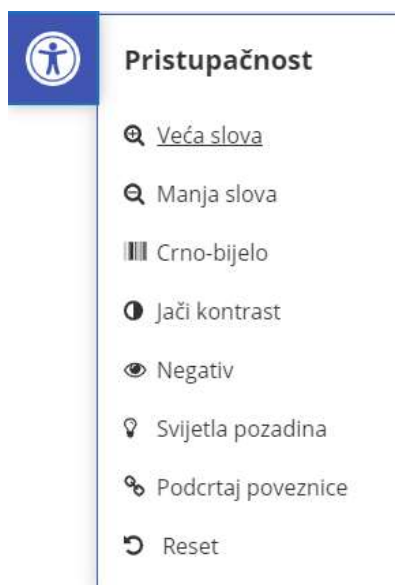 Pristupačnost
Veća slova
Manja slova
Crno-bijelo
Jači kontrast
Negativ
Svijetla pozadina
Podcrtaj poveznice
Reset